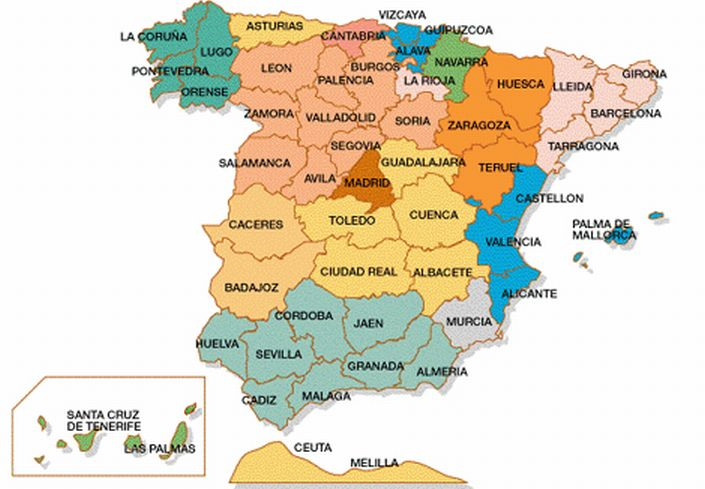 VIZCAYA
ASTURIAS
GUIPUZCOA
LA CORUÑA
CANTABRIA
LUGO
ALAVA
NAVARRA
LEON
BURGOS
PONTEVEDRA
PALENCIA
LA RIOJA
HUESCA
LLEIDA
GIRONA
ORENSE
ZAMORA
VALLADOLID
SORIA
ZARAGOZA
BARCELONA
SEGOVIA
TARRAGONA
SALAMANCA
GUADALAJARA
TERUEL
AVILA
MADRID
CASTELLON
CACERES
TOLEDO
CUENCA
PALMA DE
MALLORCA
VALENCIA
CIUDAD REAL
ALBACETE
BADAJOZ
ALICANTE
CORDOBA
JAEN
MURCIA
HUELVA
SEVILLA
GRANADA
ALMERIA
CADIZ
MALAGA
SANTA CRUZ
DE TENERIFE
LAS PALMAS
CEUTA
MELILLA